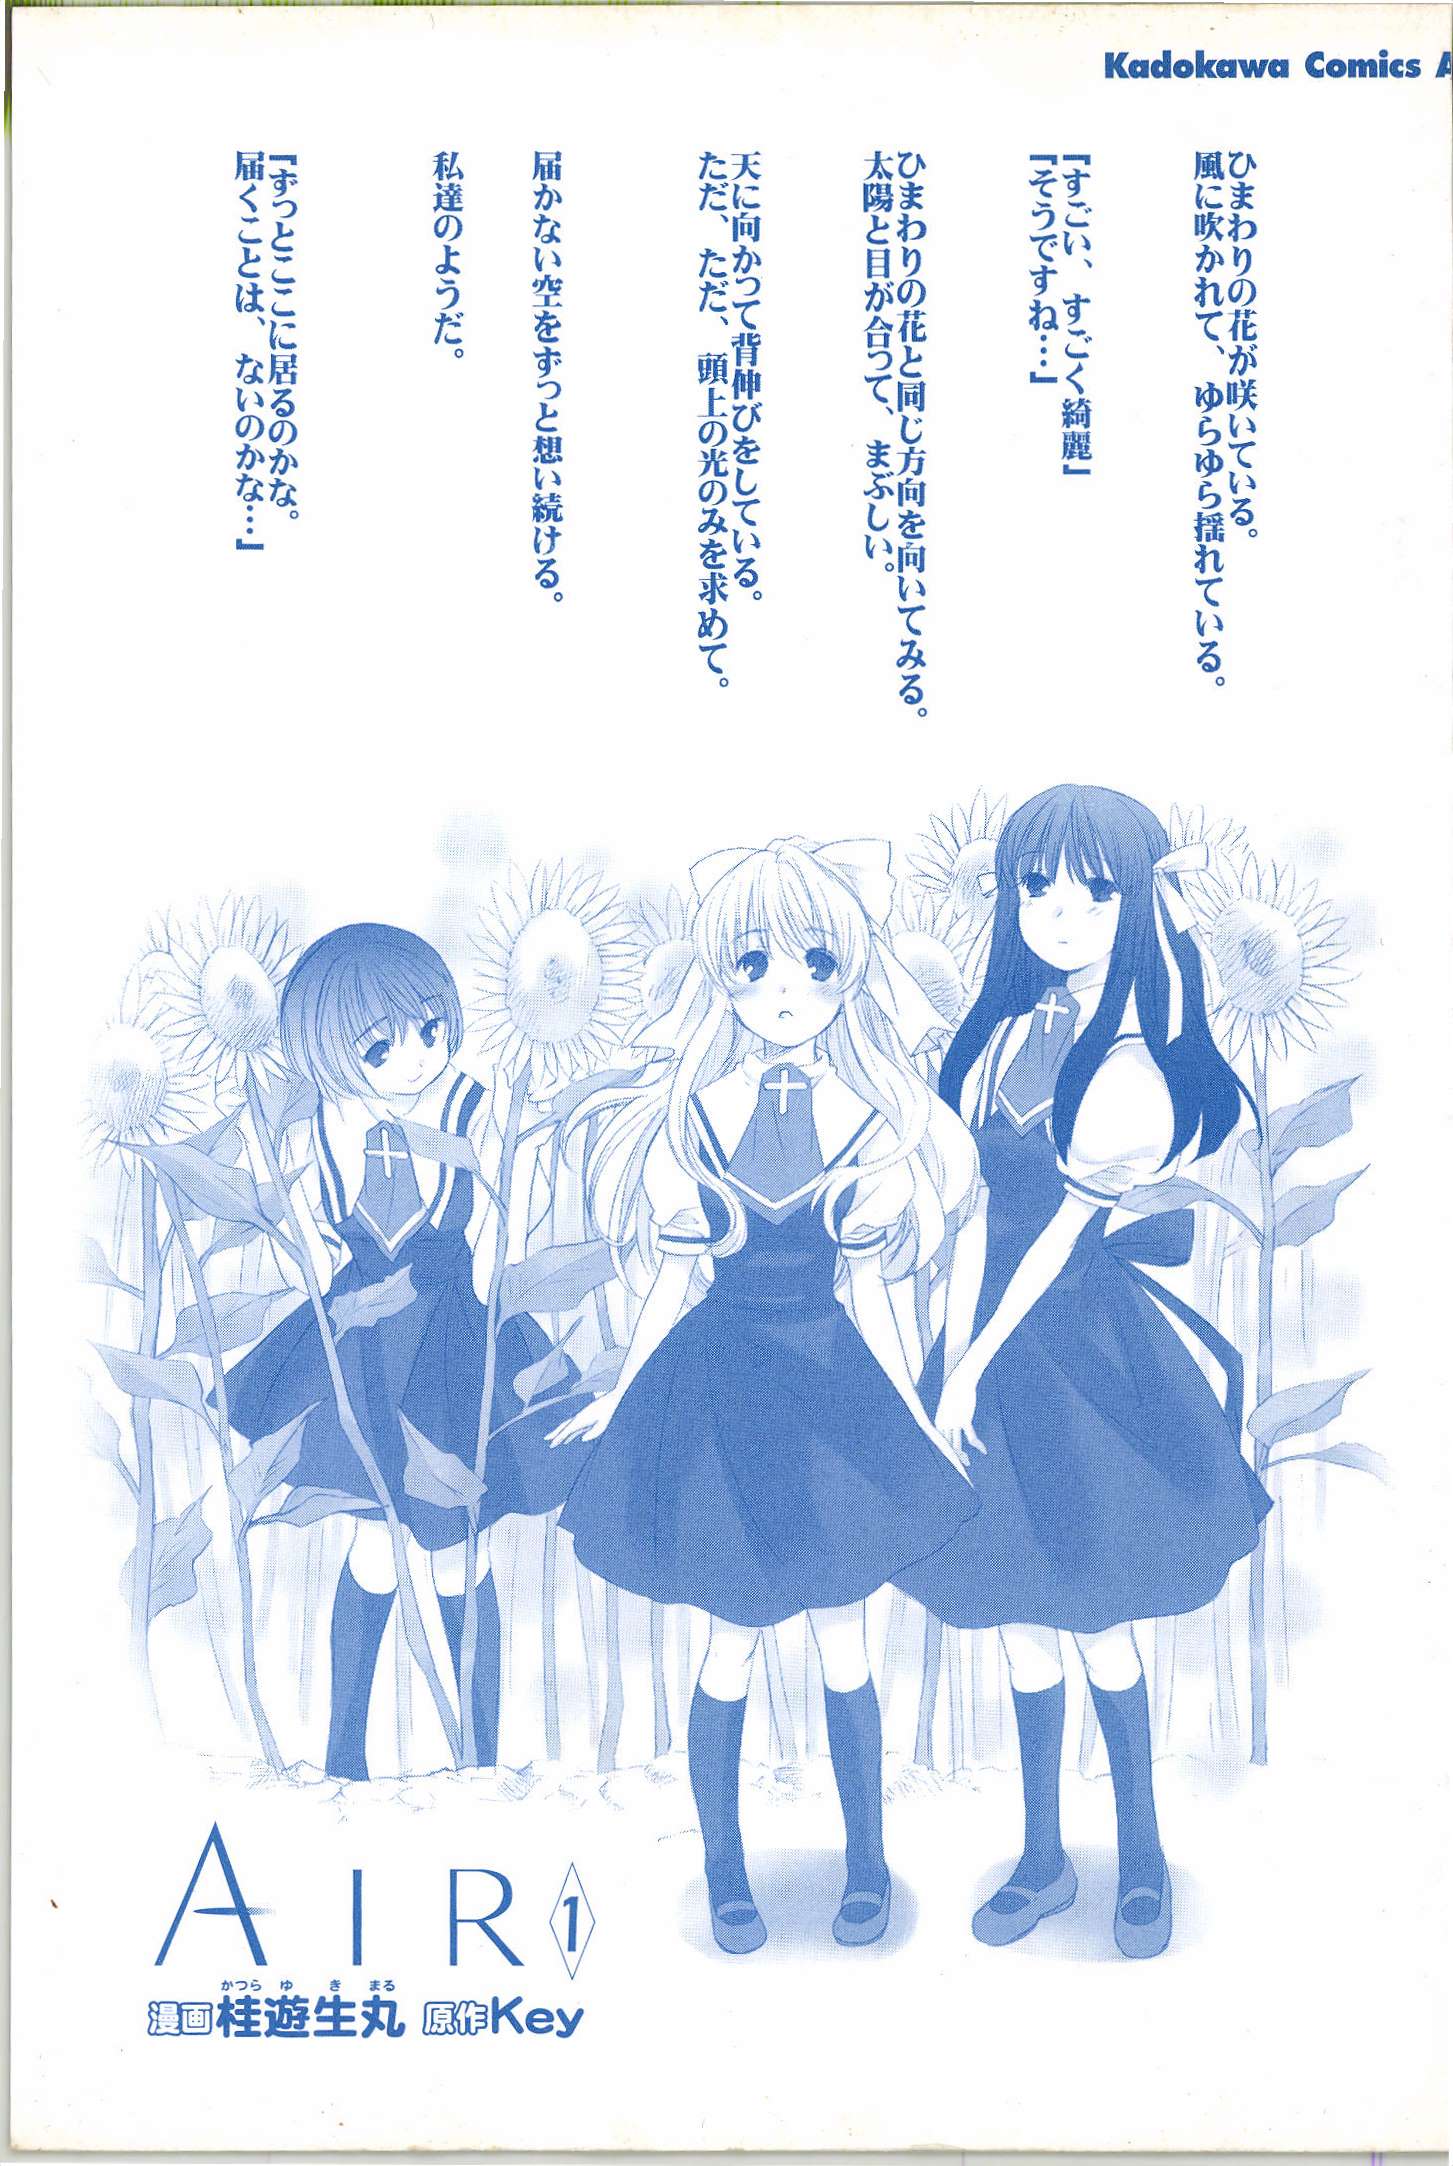 Kadokawa Comics A
ひまわりの花が咲いている。
風に吹かれて、ゆらゆら揺れている。
『すごい、すごく綺麗』
『そうですね…』
ひまわりの花と同じ方向を向いてみる。
太陽と目が合って、まぶしい。
天に向かって背伸びをしている。
ただ、ただ、頭上の光のみを求めて。
届かない空をずっと想い続ける。
私達のようだ。
『ずっとここに居るのかな。
届くことは、ないのかな…』
AIR 1
かつら ゆ き まる
漫画 桂遊生丸 原作 Key